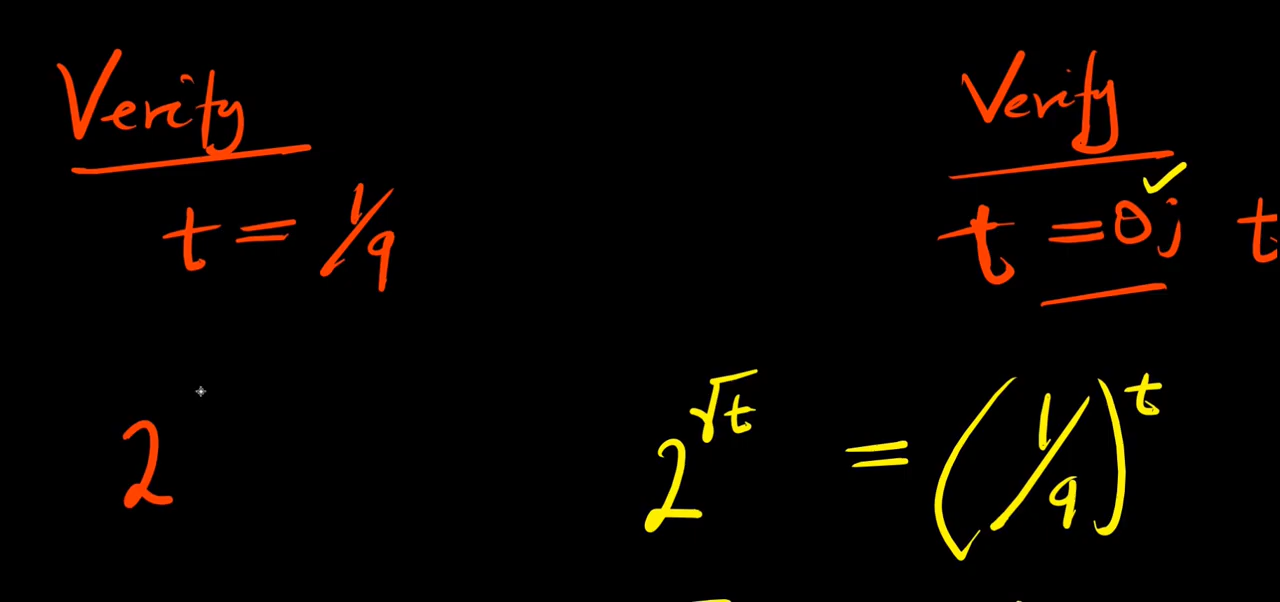 Verify
t = 1/9
2
Verify
t = 0; t
2^√t = (1/9)^t